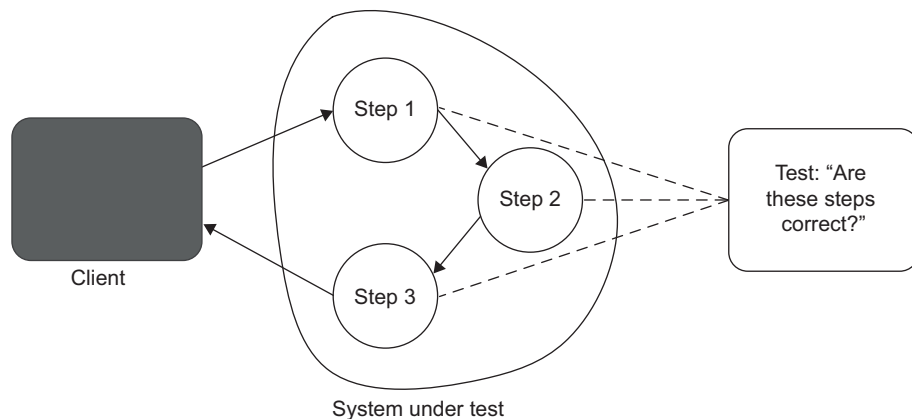 Step 1
Step 2
Step 3
Client
System under test
Test: “Are
these steps
correct?”